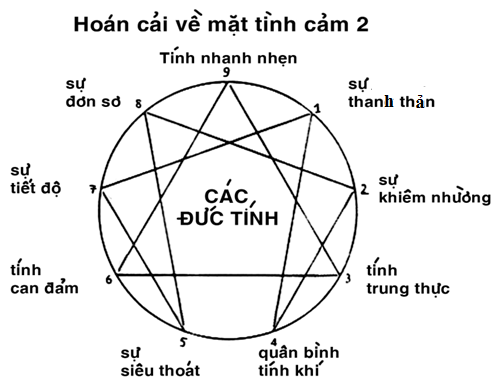 Hoán cải về mặt tình cảm 2
Tính nhanh nhẹn
9
sự
đơn sơ
8
1
sự
thanh thản
sự
tiết độ
7
CÁC
ĐỨC TÍNH
2
sự
khiêm nhường
tính
can đảm
6
3
tính
trung thực
5
4
sự
siêu thoát
quân bình
tính khí